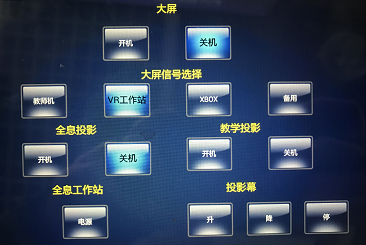 大屏
开机 关机
大屏信号选择
教师机 VR工作站 XBOX 备用
全息投影 教学投影
开机 关机 开机 关机
全息工作站 投影幕
电源 升 降 停